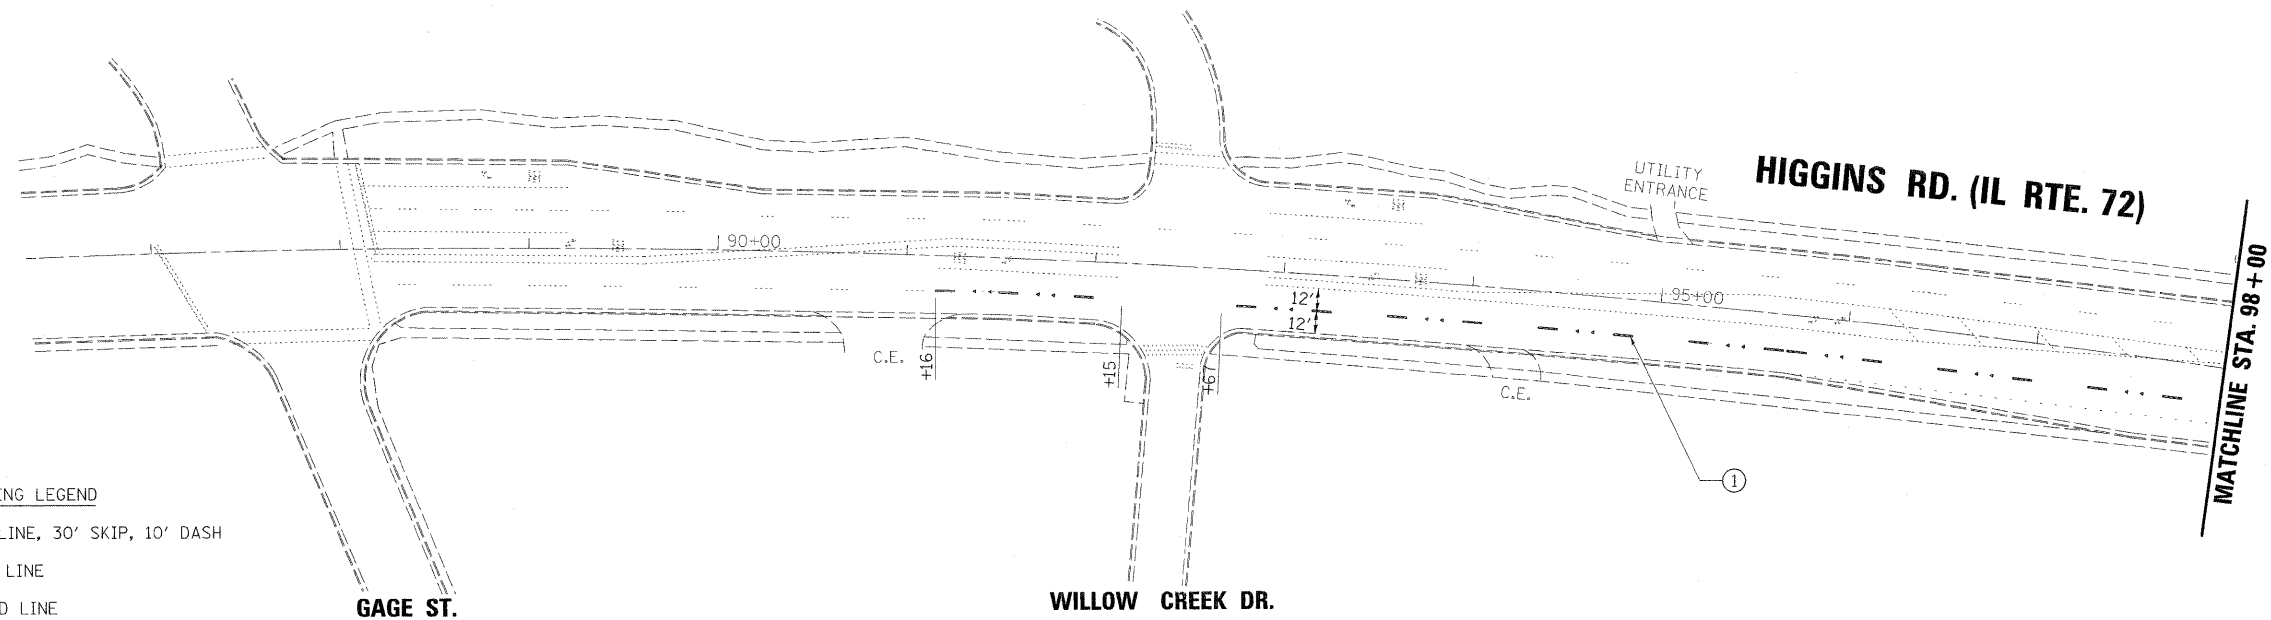 UTILITY
ENTRANCE
HIGGINS RD. (IL RTE. 72)
90+00
95+00
12'
12'
C.E.
+16
+15
+67
C.E.
1
MATCHLINE STA. 98+00
ING LEGEND
LINE, 30' SKIP, 10' DASH
LINE
D LINE
GAGE ST.
WILLOW CREEK DR.